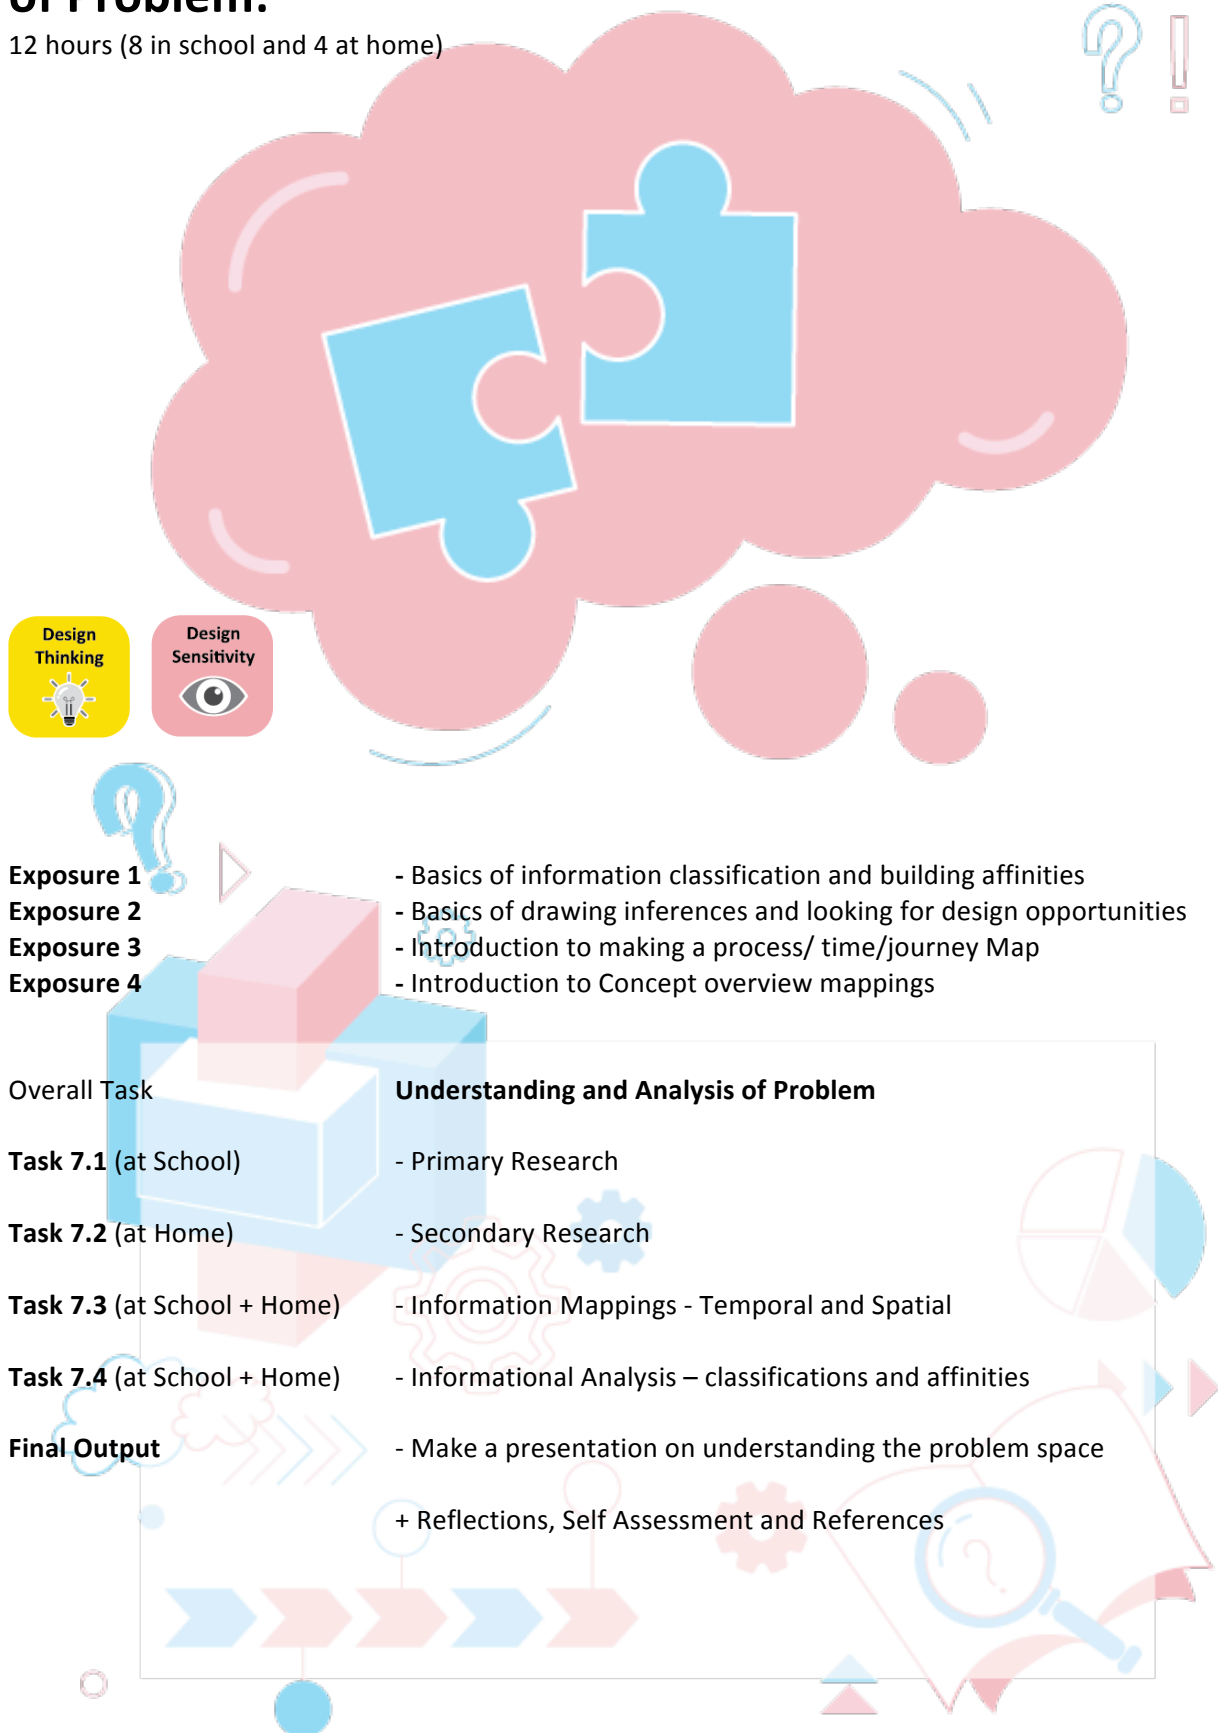 of Problem.
12 hours (8 in school and 4 at home)
Design
Thinking
Design
Sensitivity
Exposure 1 - Basics of information classification and building affinities
Exposure 2 - Basics of drawing inferences and looking for design opportunities
Exposure 3 - Introduction to making a process/ time/journey Map
Exposure 4 - Introduction to Concept overview mappings
Overall Task Understanding and Analysis of Problem
Task 7.1 (at School) - Primary Research
Task 7.2 (at Home) - Secondary Research
Task 7.3 (at School + Home) - Information Mappings - Temporal and Spatial
Task 7.4 (at School + Home) - Informational Analysis – classifications and affinities
Final Output - Make a presentation on understanding the problem space
+ Reflections, Self Assessment and References